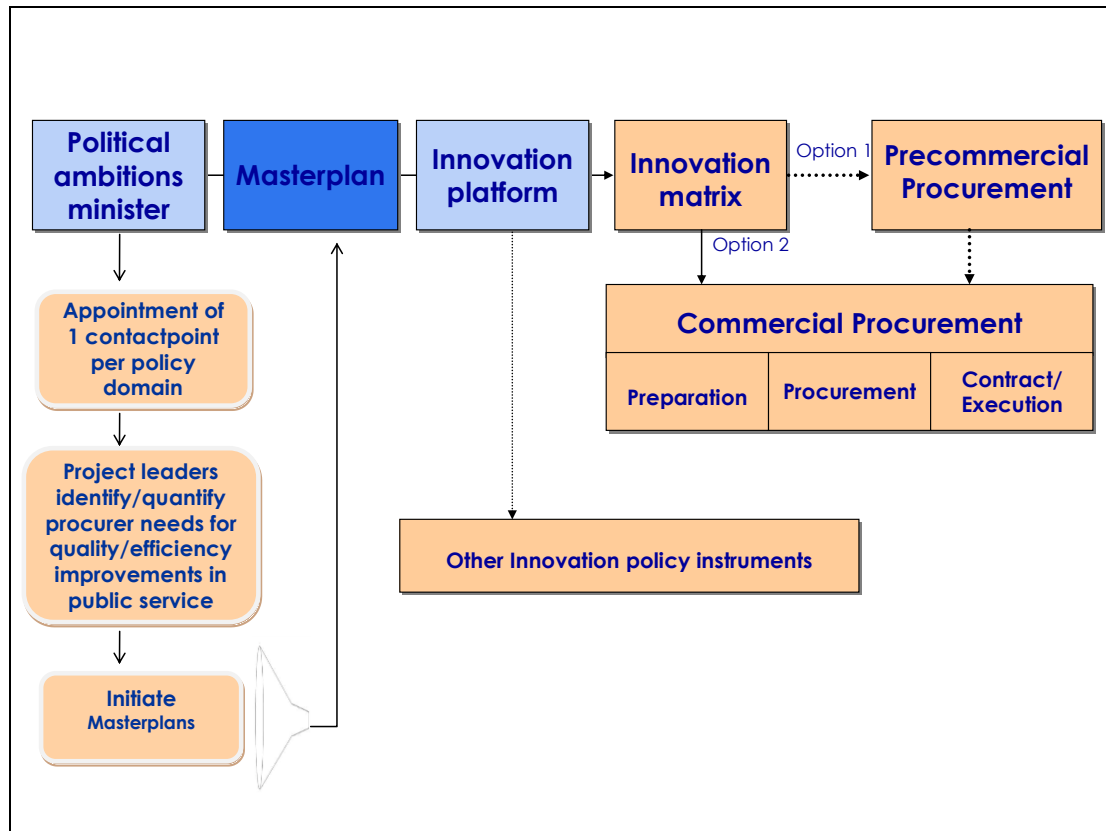 Political
ambitions
minister
Masterplan
Innovation
platform
Innovation
matrix
Option 1
Precommercial
Procurement
Option 2
Appointment of
1 contactpoint
per policy
domain
Commercial Procurement
Preparation
Procurement
Contract/
Execution
Project leaders
identify/quantify
procurer needs for
quality/efficiency
improvements in
public service
Other Innovation policy instruments
Initiate
Masterplans